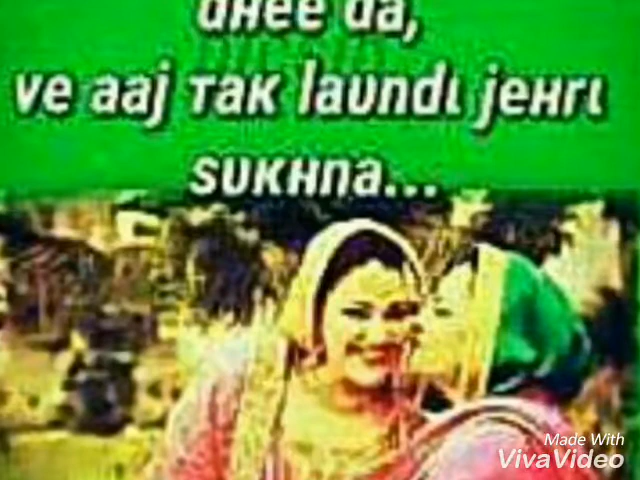 dhee da,
ve aaj tak laundi jehri
sukhna...
Made With
VivaVideo